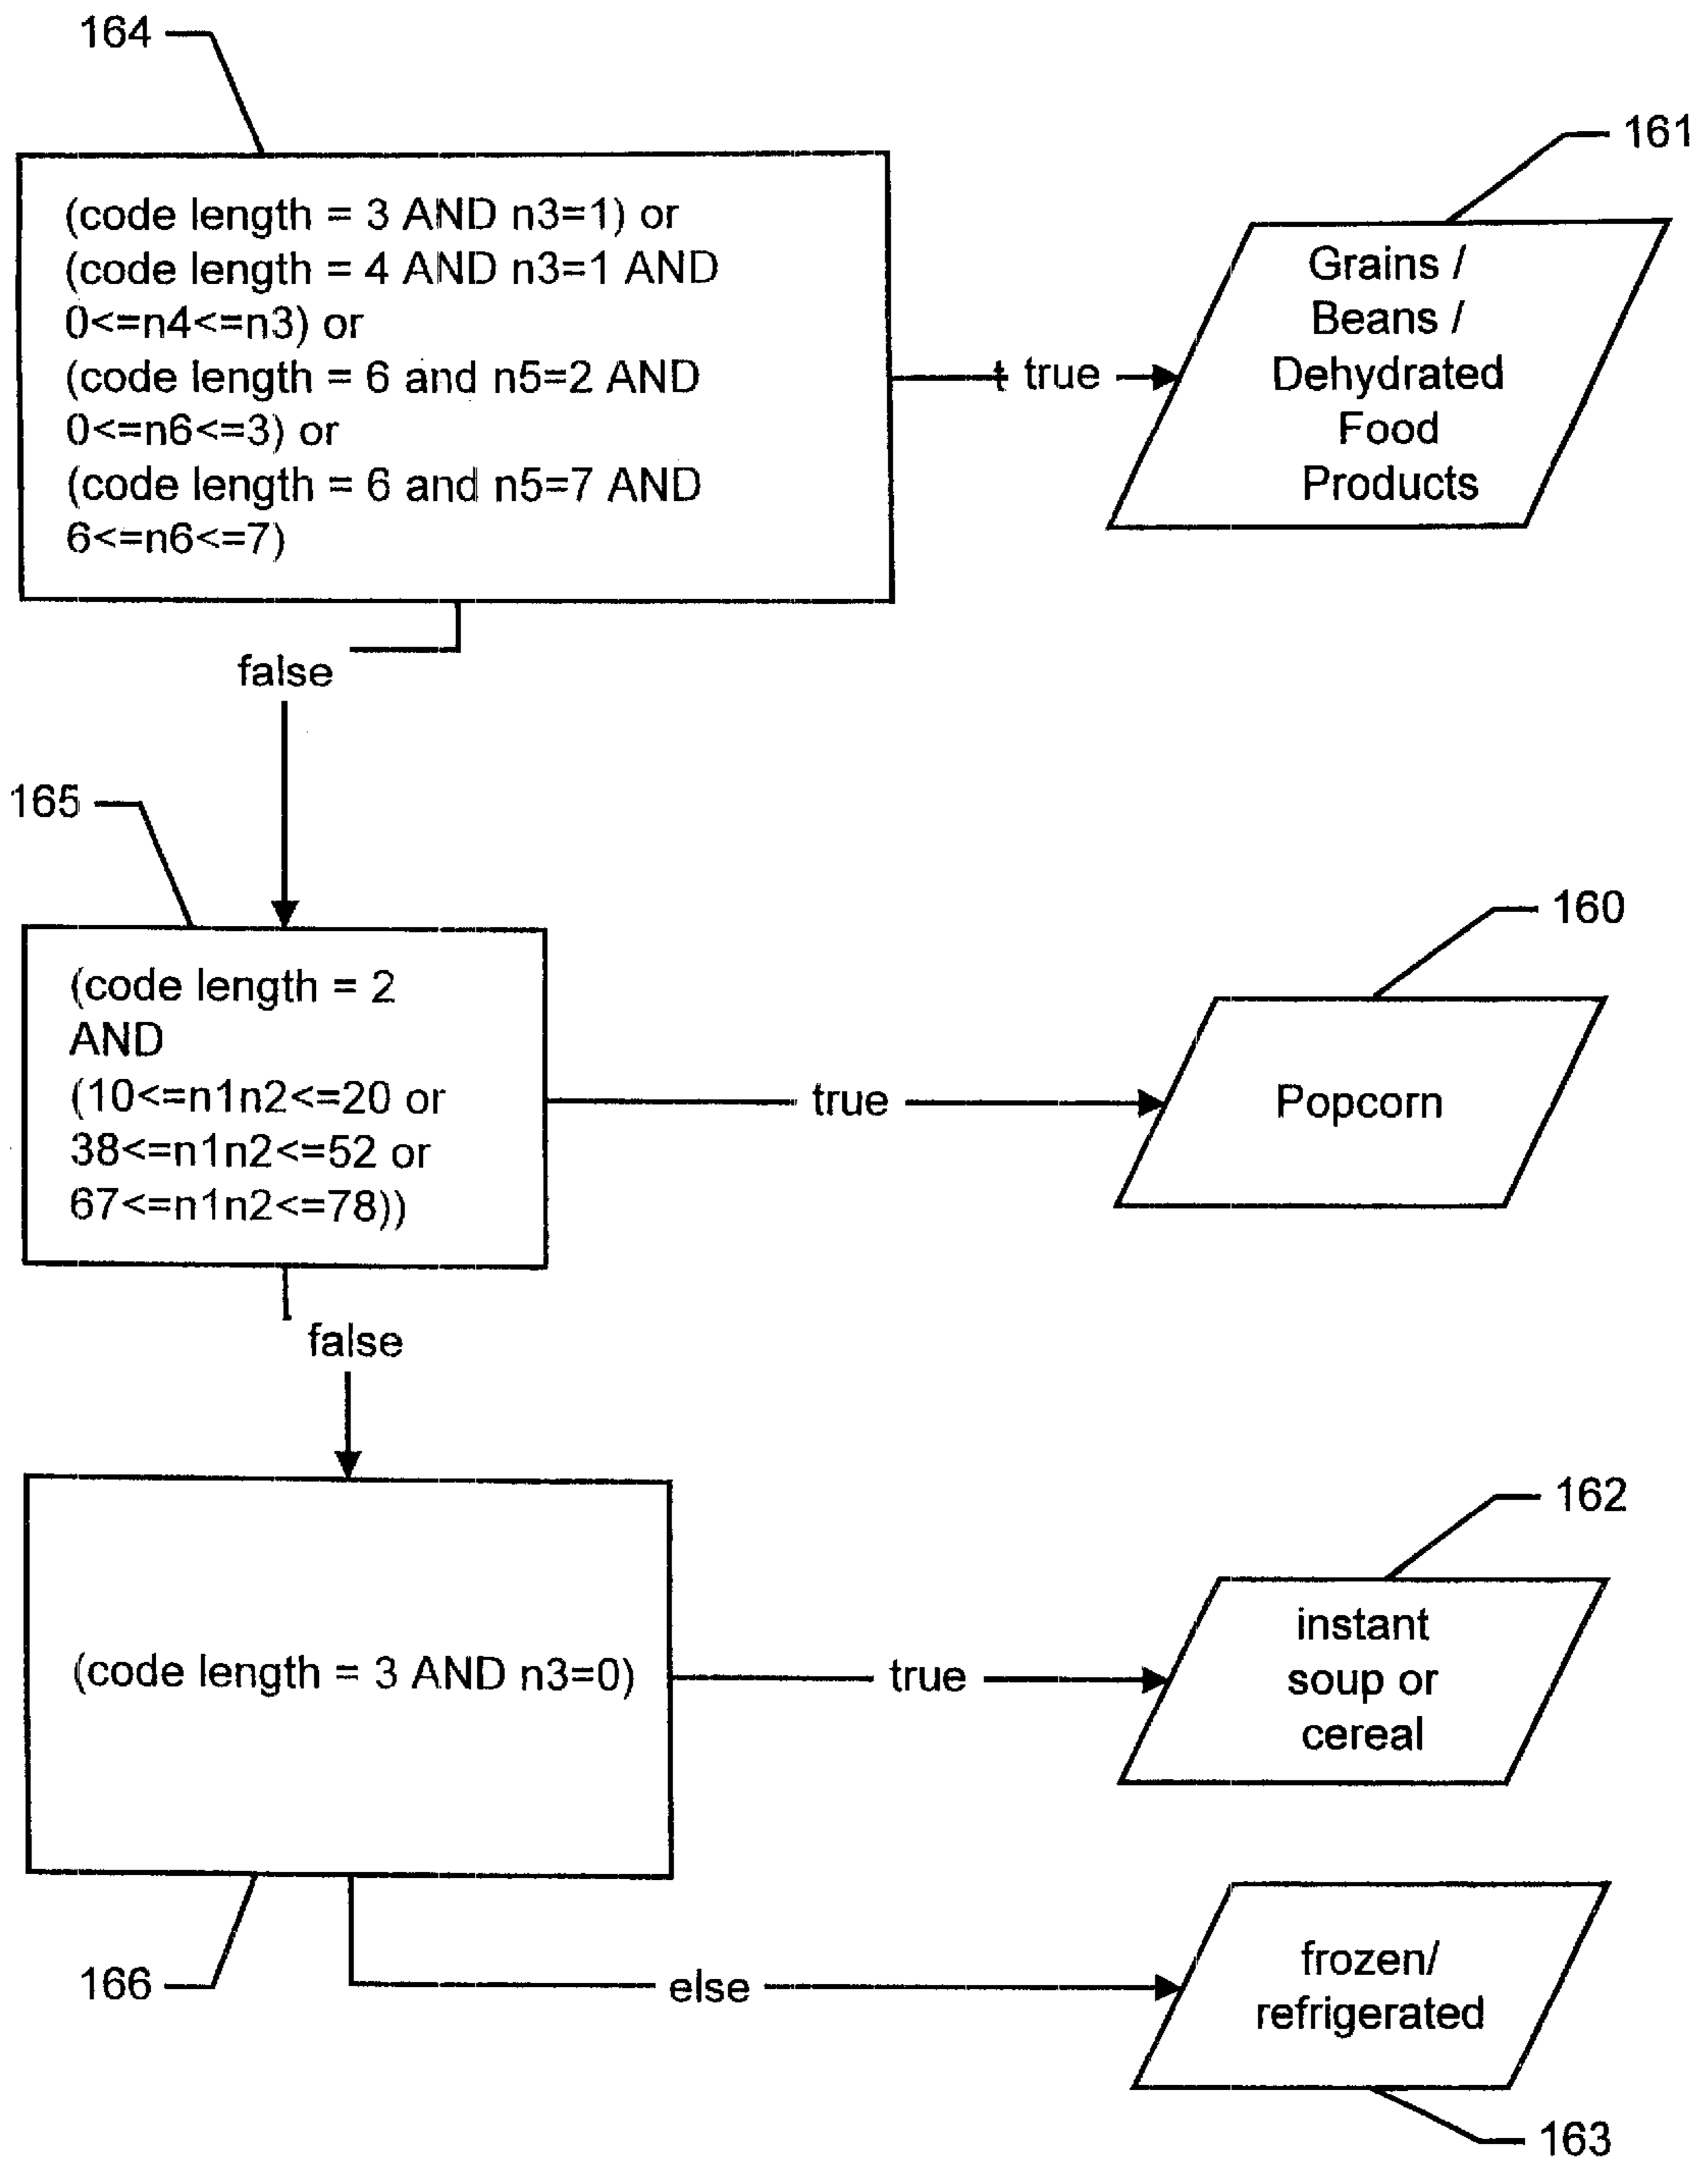 164
161
(code length = 3 AND n3=1) or
(code length = 4 AND n3=1 AND
0<=n4<=n3) or
(code length = 6 and n5=2 AND
0<=n6<=3) or
(code length = 6 and n5=7 AND
6<=n6<=7)
t true
Grains /
Beans /
Dehydrated
Food
Products
false
165
160
(code length = 2
AND
(10<=n1n2<=20 or
38<=n1n2<=52 or
67<=n1n2<=78))
true
Popcorn
false
162
(code length = 3 AND n3=0)
true
instant
soup or
cereal
166
else
frozen/
refrigerated
163